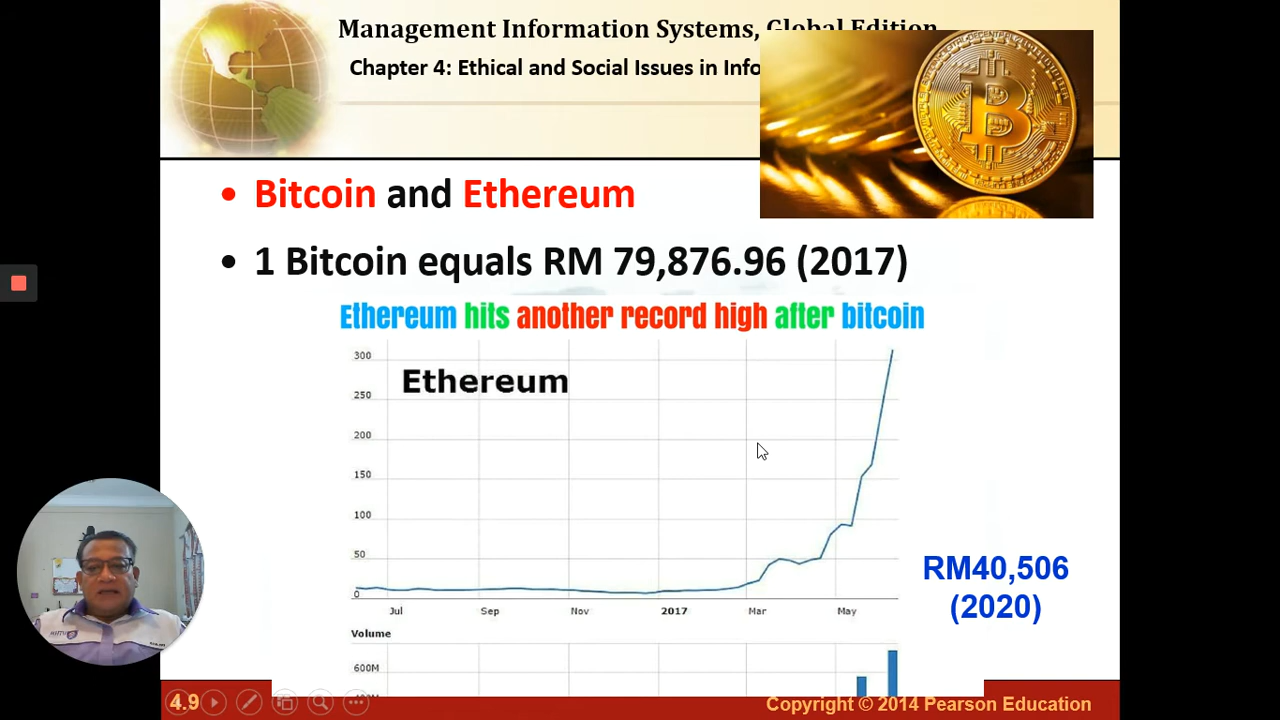 Management Information Systems, Global Edition
Chapter 4: Ethical and Social Issues in Info
• Bitcoin and Ethereum
• 1 Bitcoin equals RM 79,876.96 (2017)
Ethereum hits another record high after bitcoin
Ethereum
300
250
200
150
100
50
0
Jul Sep Nov 2017 Mar May
RM40,506
(2020)
Volume
600M
4.9
Copyright © 2014 Pearson Education